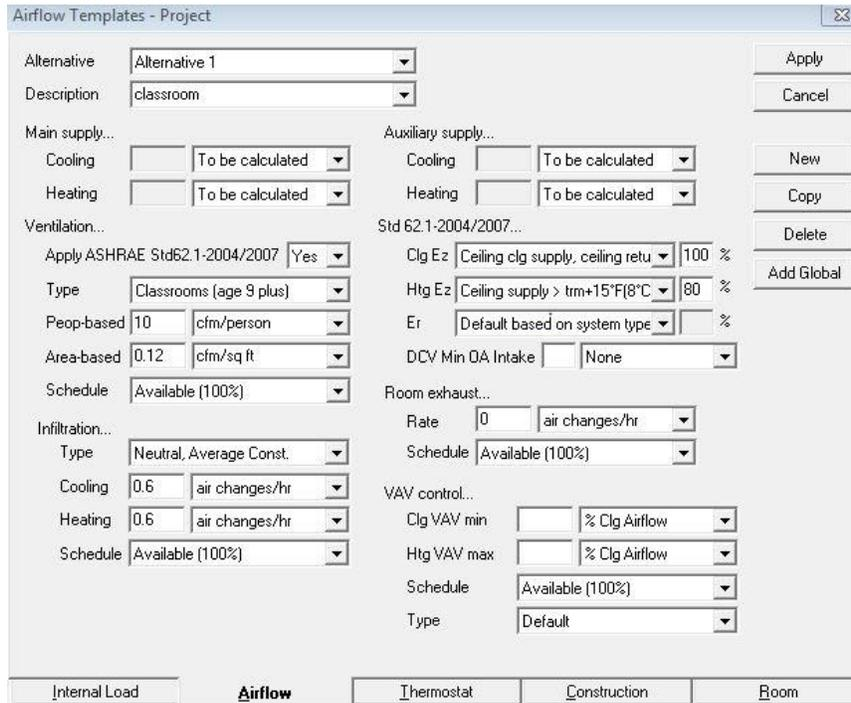 Airflow Templates - Project
Alternative Alternative 1
Description classroom
Apply
Cancel
New
Copy
Delete
Add Global
Main supply...
Cooling To be calculated
Heating To be calculated
Auxiliary supply...
Cooling To be calculated
Heating To be calculated
Ventilation...
Apply ASHRAE Std62.1-2004/2007 Yes
Type Classrooms (age 9 plus)
Peop-based 10 cfm/person
Area-based 0.12 cfm/sq ft
Schedule Available (100%)
Std 62.1-2004/2007...
Clg Ez Ceiling clg supply, ceiling retu 100 %
Htg Ez Ceiling supply > trm+15°F(8°C 80 %
Er Default based on system type %
DCV Min OA Intake None
Infiltration...
Type Neutral, Average Const.
Cooling 0.6 air changes/hr
Heating 0.6 air changes/hr
Schedule Available (100%)
Room exhaust...
Rate 0 air changes/hr
Schedule Available (100%)
VAV control...
Clg VAV min % Clg Airflow
Htg VAV max % Clg Airflow
Schedule Available (100%)
Type Default
Internal Load Airflow Thermostat Construction Room